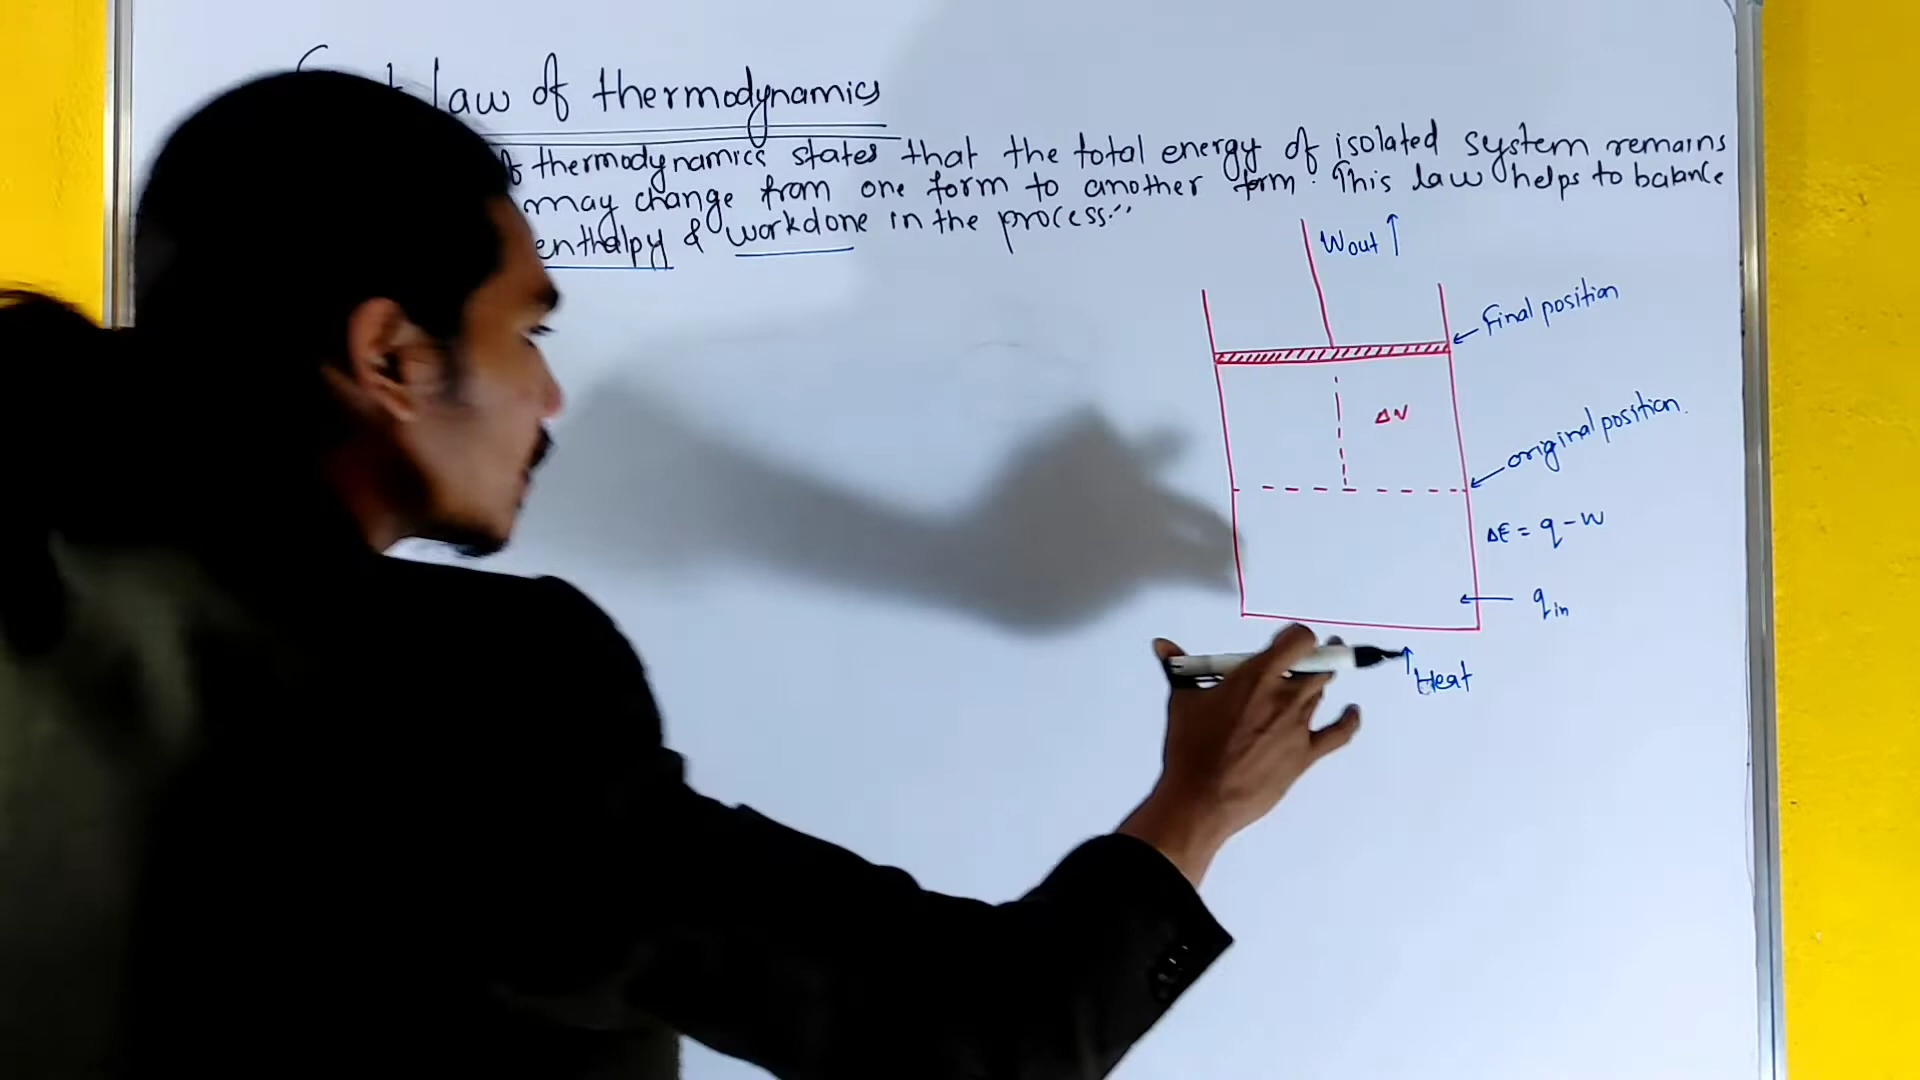 law of thermodynamics
thermodynamics states that the total energy of isolated system remains
may change from one form to another form. This law helps to balance
enthalpy & workdone in the process."
Wout ↑
Final position
ΔV
original position.
ΔE = q - W
q in
↑ Heat